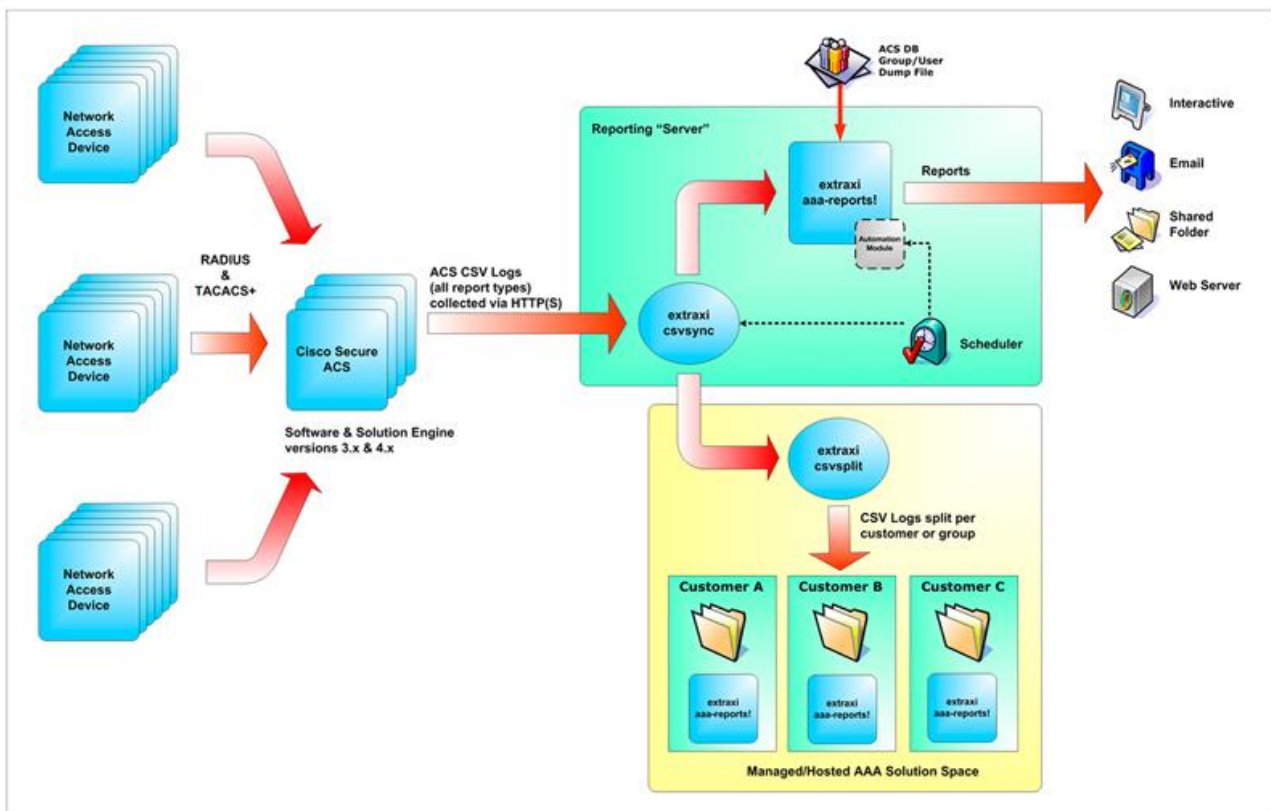 Network
Access
Device
Network
Access
Device
Network
Access
Device
RADIUS
&
TACACS+
Cisco Secure
ACS
Software & Solution Engine
versions 3.x & 4.x
ACS CSV Logs
(all report types)
collected via HTTP(S)
Reporting "Server"
ACS DB
Group/User
Dump File
extraxi
aaa-reports!
Automation
Module
extraxi
csvsync
Scheduler
Reports
Interactive
Email
Shared
Folder
Web Server
extraxi
csvsplit
CSV Logs split per
customer or group
Customer A
Customer B
Customer C
extraxi
aaa-reports!
extraxi
aaa-reports!
extraxi
aaa-reports!
Managed/Hosted AAA Solution Space